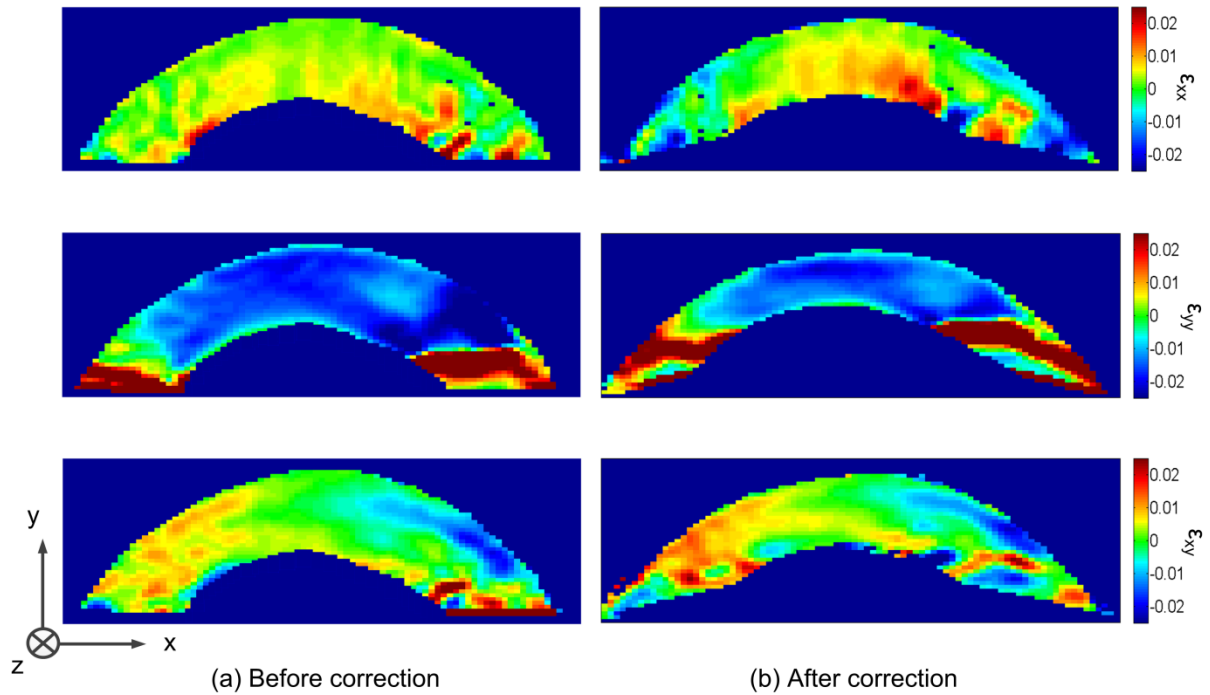 0.02
0.01
0
-0.01
-0.02
εxx
0.02
0.01
0
-0.01
-0.02
εyy
0.02
0.01
0
-0.01
-0.02
εxy
y
x
z
(a) Before correction
(b) After correction